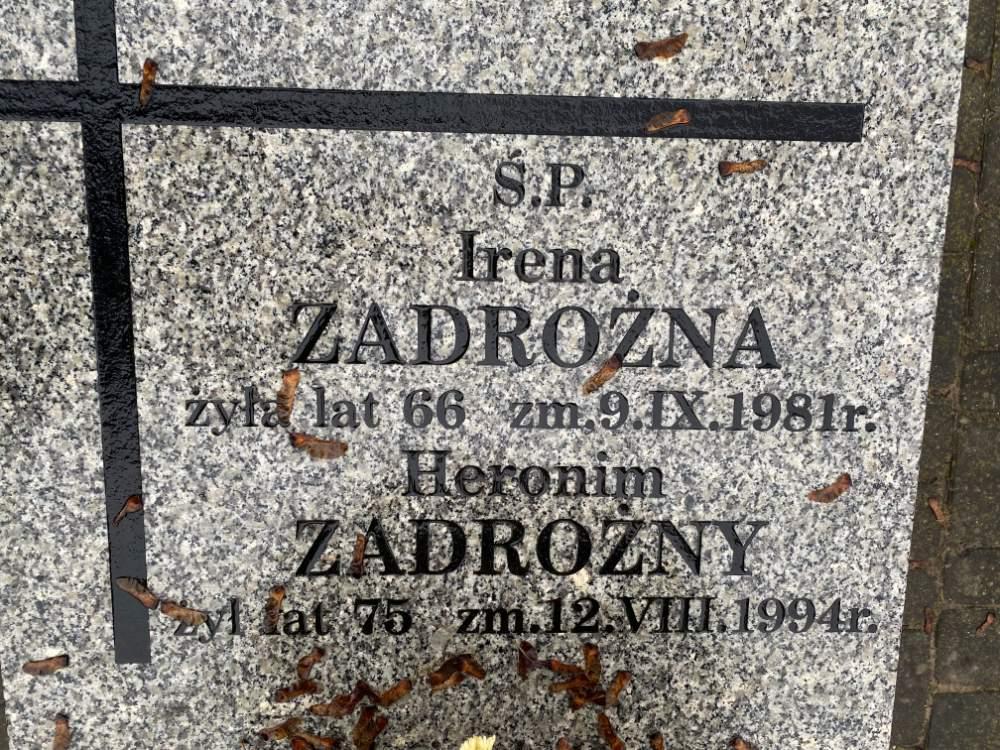 Ś.P.
Irena
ZADROŻNA
żyła lat 66 zm.9.IX.1981r.
Heronim
ZADROŻNY
żył lat 75 zm.12.VIII.1994r.